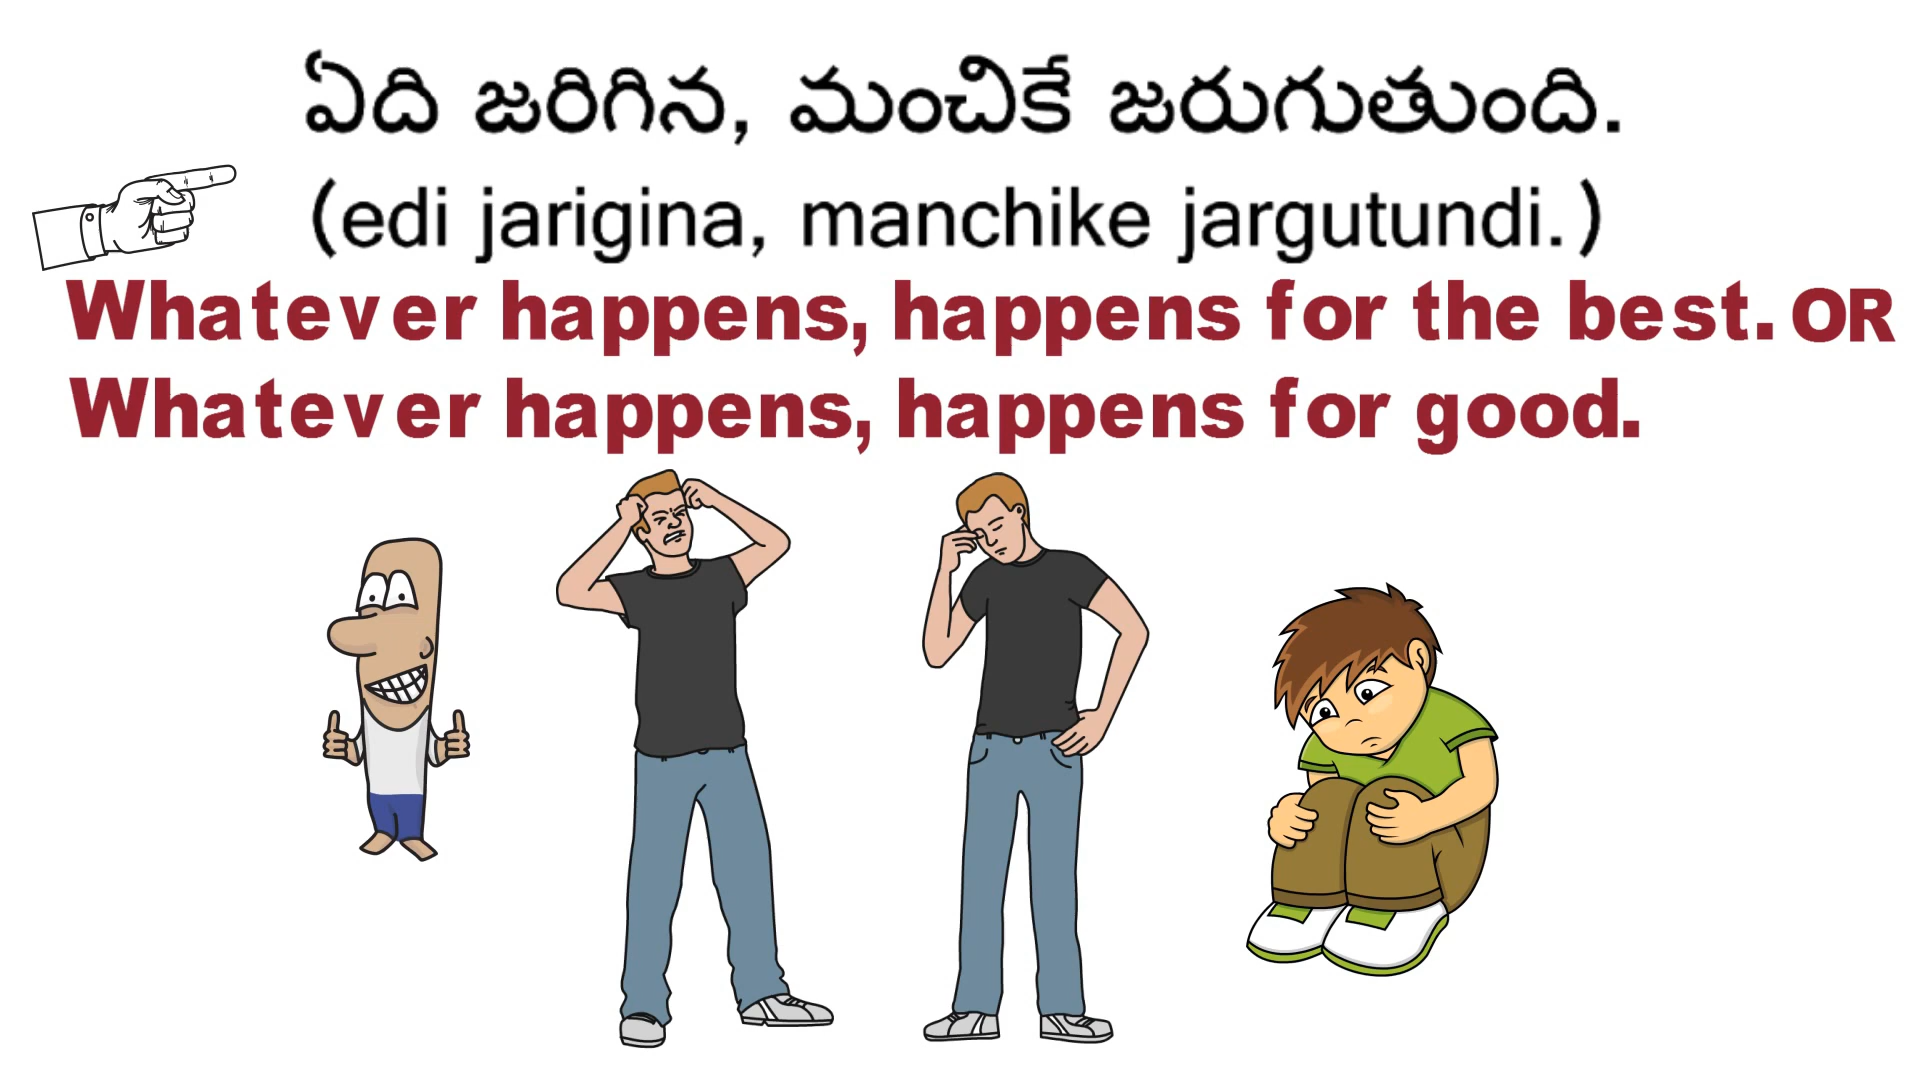 ఏది జరిగిన, మంచికే జరుగుతుంది.
(edi jarigina, manchike jargutundi.)
Whatever happens, happens for the best. OR
Whatever happens, happens for good.